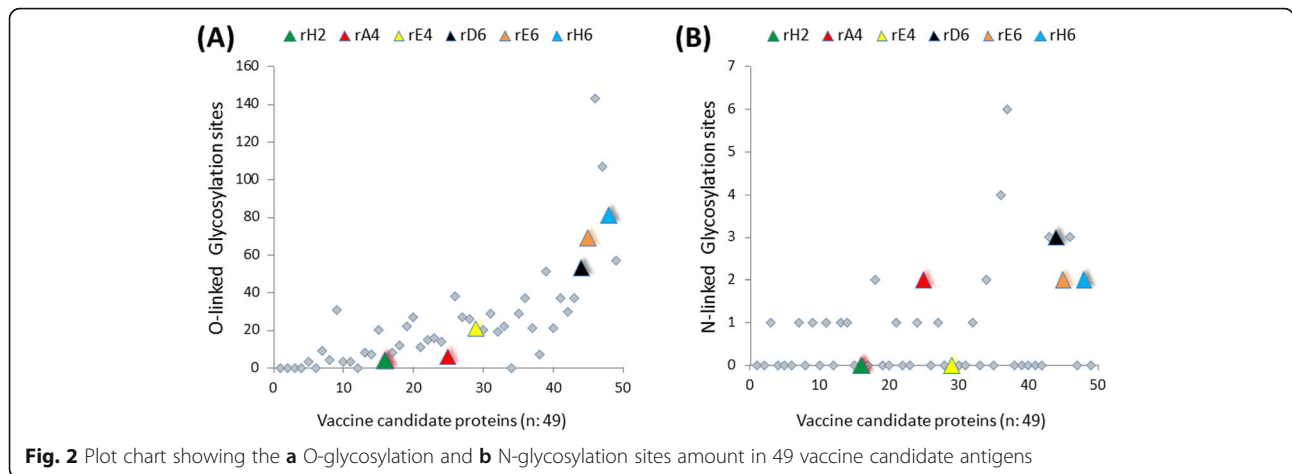 (A)
rH2 rA4 rE4 rD6 rE6 rH6
O-linked Glycosylation sites
160
140
120
100
80
60
40
20
0
0 10 20 30 40 50
Vaccine candidate proteins (n: 49)
(B)
rH2 rA4 rE4 rD6 rE6 rH6
N-linked Glycosylation sites
7
6
5
4
3
2
1
0
0 10 20 30 40 50
Vaccine candidate proteins (n: 49)
Fig. 2 Plot chart showing the a O-glycosylation and b N-glycosylation sites amount in 49 vaccine candidate antigens